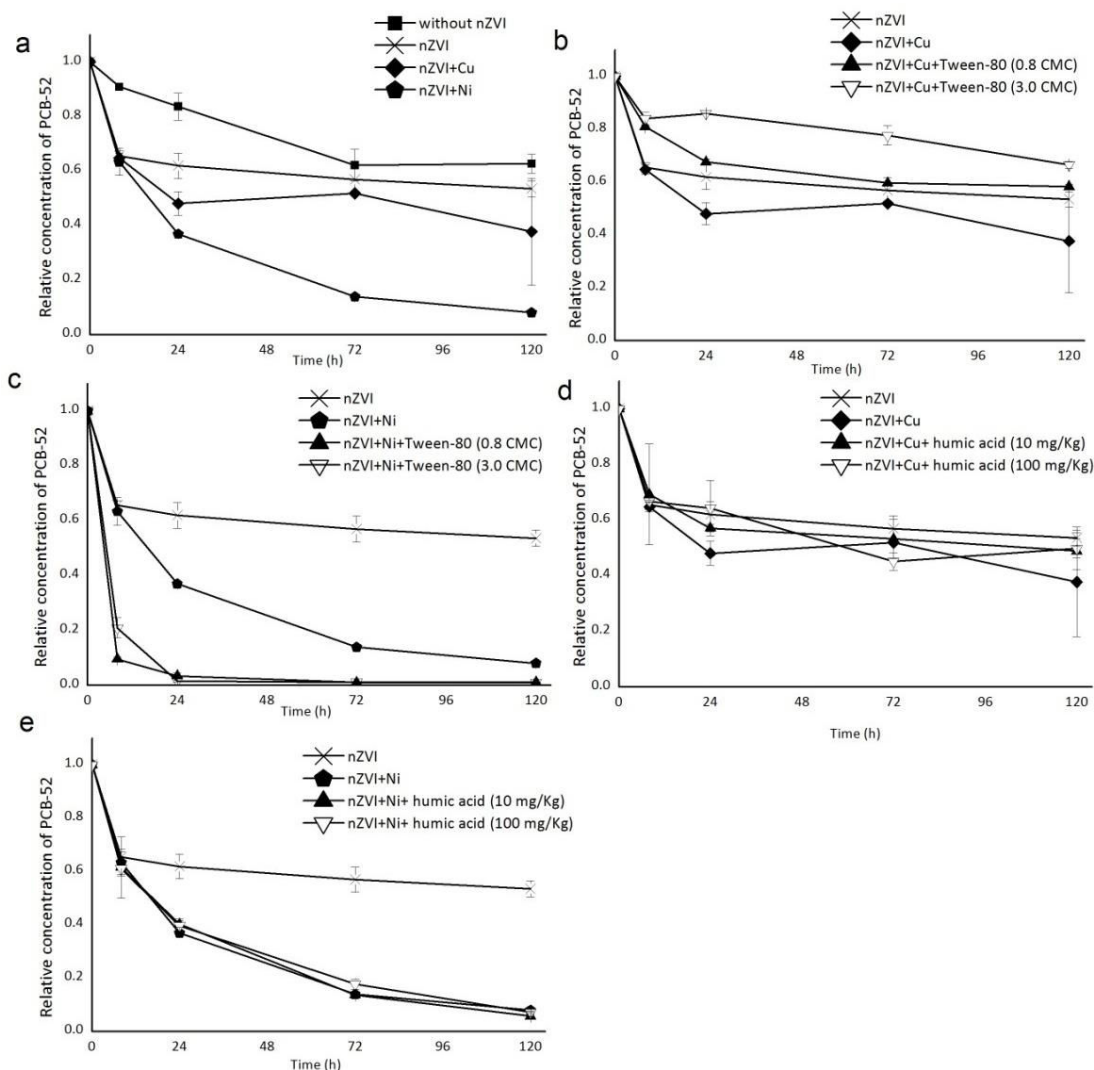 a
without nZVI
nZVI
nZVI+Cu
nZVI+Ni
Relative concentration of PCB-52
1.0
0.8
0.6
0.4
0.2
0.0
0 24 48 72 96 120
Time (h)
b
nZVI
nZVI+Cu
nZVI+Cu+Tween-80 (0.8 CMC)
nZVI+Cu+Tween-80 (3.0 CMC)
Relative concentration of PCB-52
1.0
0.8
0.6
0.4
0.2
0.0
0 24 48 72 96 120
Time (h)
c
nZVI
nZVI+Ni
nZVI+Ni+Tween-80 (0.8 CMC)
nZVI+Ni+Tween-80 (3.0 CMC)
Relative concentration of PCB-52
1.0
0.8
0.6
0.4
0.2
0.0
0 24 48 72 96 120
Time (h)
d
nZVI
nZVI+Cu
nZVI+Cu+ humic acid (10 mg/Kg)
nZVI+Cu+ humic acid (100 mg/Kg)
Relative concentration of PCB-52
1.0
0.8
0.6
0.4
0.2
0.0
0 24 48 72 96 120
Time (h)
e
nZVI
nZVI+Ni
nZVI+Ni+ humic acid (10 mg/Kg)
nZVI+Ni+ humic acid (100 mg/Kg)
Relative concentration of PCB-52
1.0
0.8
0.6
0.4
0.2
0.0
0 24 48 72 96 120
Time (h)